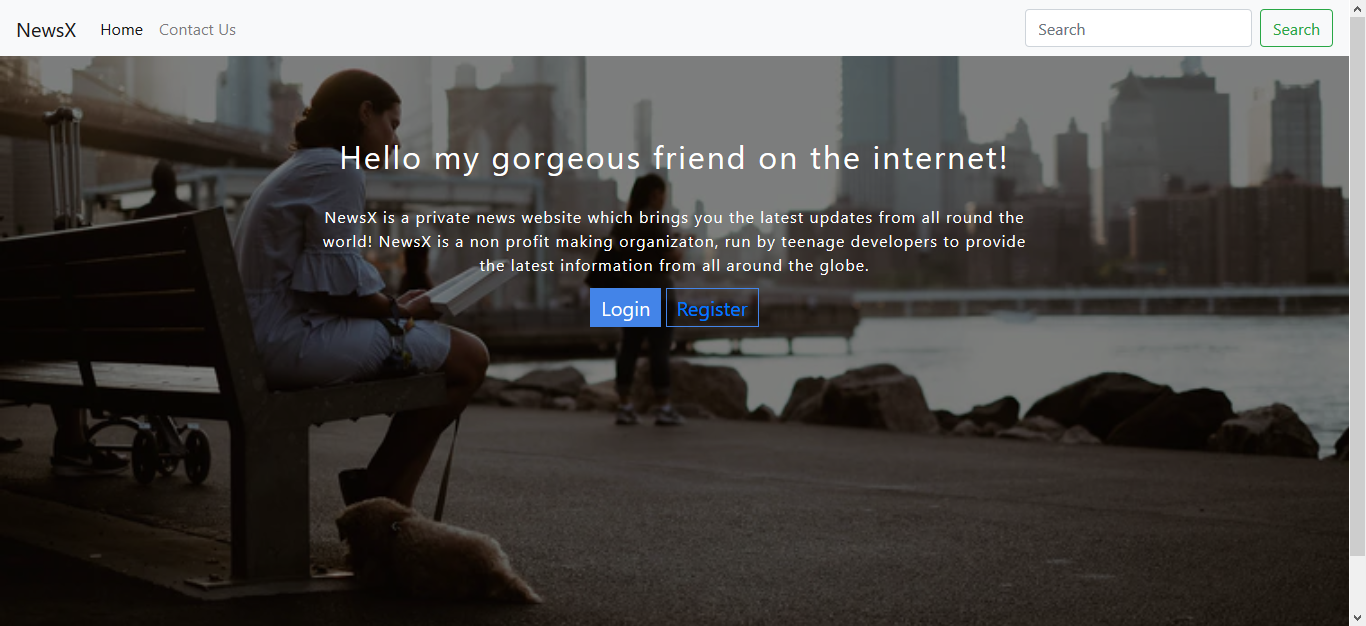 NewsX Home Contact Us Search Search
Hello my gorgeous friend on the internet!
NewsX is a private news website which brings you the latest updates from all round the
world! NewsX is a non profit making organizaton, run by teenage developers to provide
the latest information from all around the globe.
Login Register